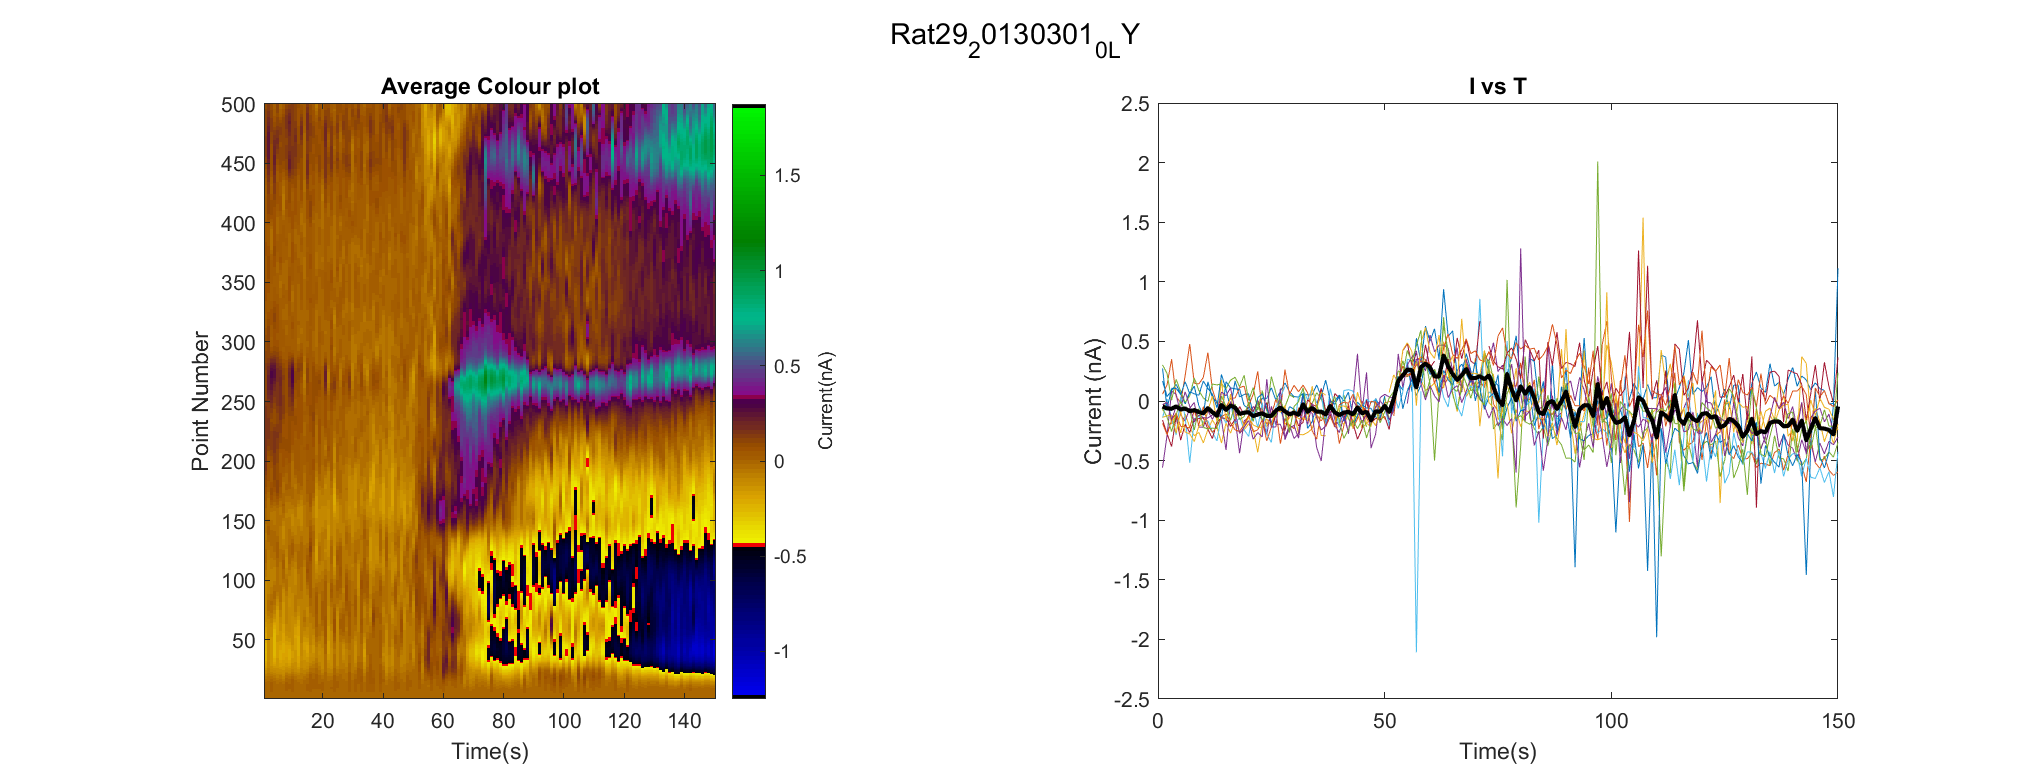 Rat29₂0130301₀LY
Average Colour plot
500
450
400
350
300
250
200
150
100
50
Point Number
20 40 60 80 100 120 140
Time(s)
1.5
1
0.5
0
-0.5
-1
Current(nA)
I vs T
2.5
2
1.5
1
0.5
0
-0.5
-1
-1.5
-2
-2.5
Current (nA)
0 50 100 150
Time(s)